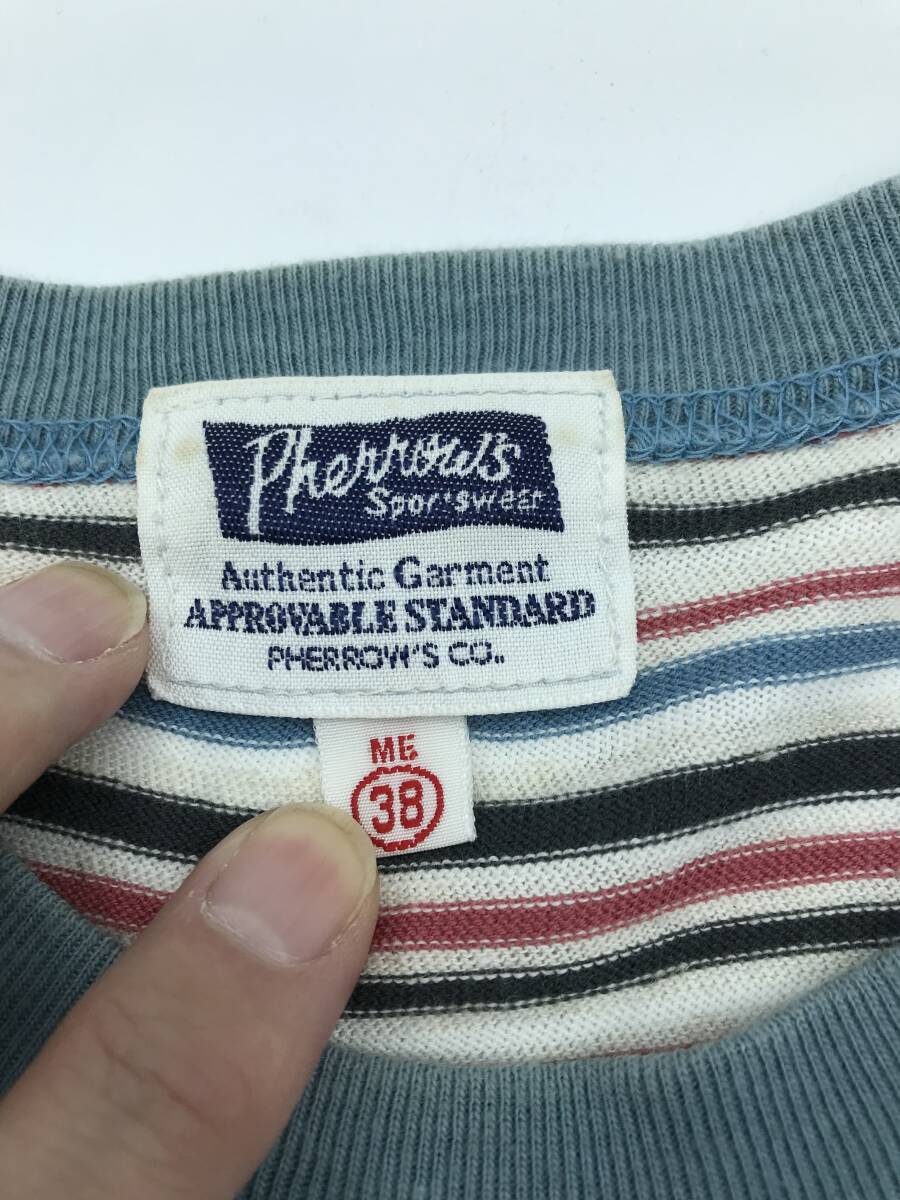 Pherrow's
Sportswear
Authentic Garment
APPROVABLE STANDARD
PHERROW'S CO..
ME
38